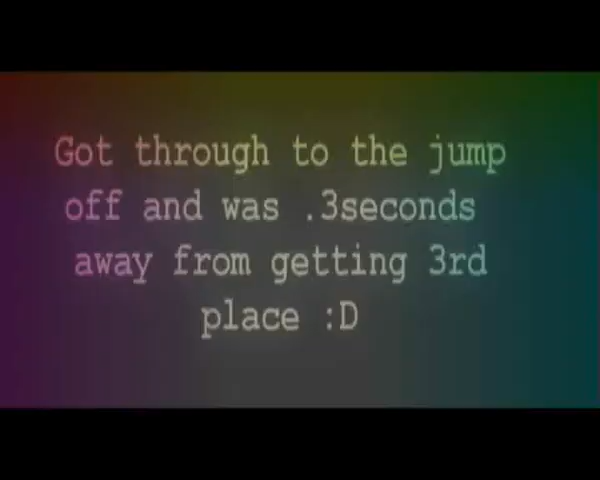 Got through to the jump
off and was .3seconds
away from getting 3rd
place :D